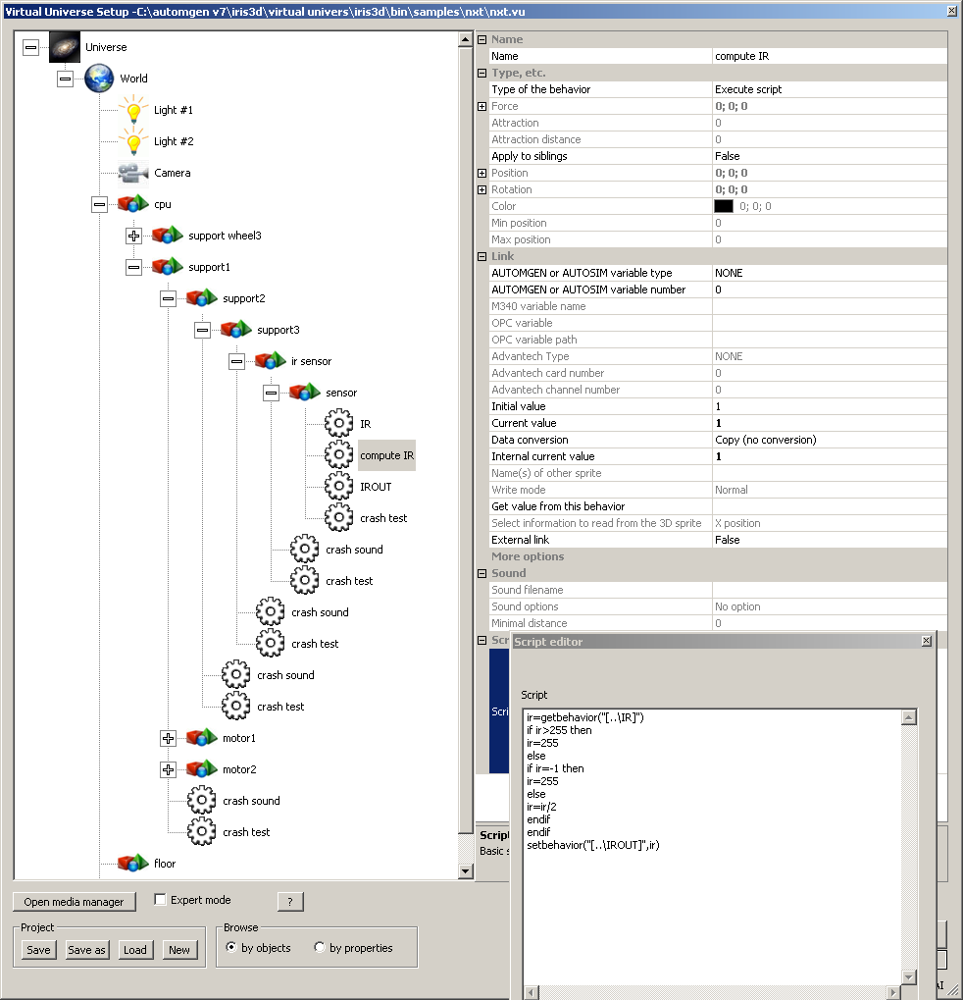 Virtual Universe Setup -C:\automgen v7\iris3d\virtual univers\iris3d\bin\samples\nxt\nxt.vu
Universe
World
Light #1
Light #2
Camera
cpu
support wheel3
support1
support2
support3
ir sensor
sensor
IR
compute IR
IROUT
crash test
crash sound
crash test
crash sound
crash test
crash sound
crash test
motor1
motor2
crash sound
crash test
floor
Open media manager
Expert mode
?
Project
Save
Save as
Load
New
Browse
by objects
by properties
Name
Name compute IR
Type, etc.
Type of the behavior Execute script
Force 0; 0; 0
Attraction 0
Attraction distance 0
Apply to siblings False
Position 0; 0; 0
Rotation 0; 0; 0
Color 0; 0; 0
Min position 0
Max position 0
Link
AUTOMGEN or AUTOSIM variable type NONE
AUTOMGEN or AUTOSIM variable number 0
M340 variable name
OPC variable
OPC variable path
Advantech Type NONE
Advantech card number 0
Advantech channel number 0
Initial value 1
Current value 1
Data conversion Copy (no conversion)
Internal current value 1
Name(s) of other sprite
Write mode Normal
Get value from this behavior
Select information to read from the 3D sprite X position
External link False
More options
Sound
Sound filename
Sound options No option
Minimal distance 0
Scr
Scri
Script
Basic s
Script editor
Script
ir=getbehavior("[..\IR]")
if ir>255 then
ir=255
else
if ir=-1 then
ir=255
else
ir=ir/2
endif
endif
setbehavior("[..\IROUT]",ir)
AI